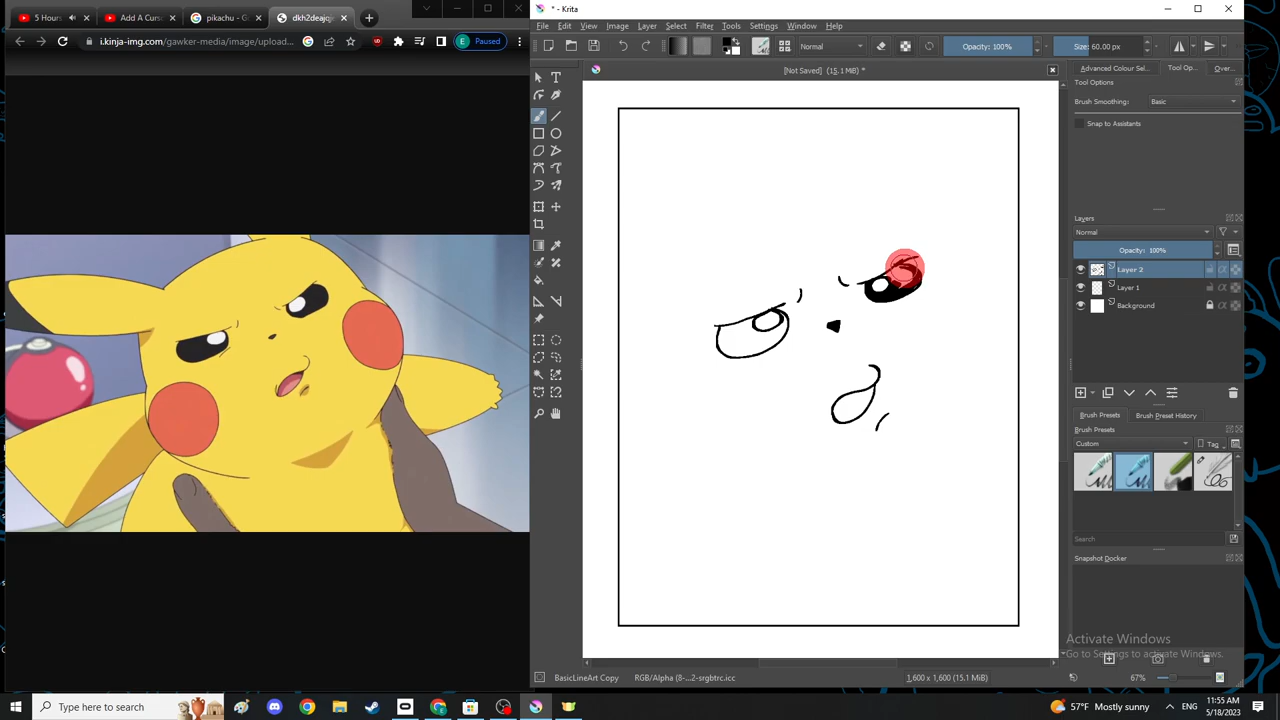 5 Hours
Add A Curs
pikachu - G
dkh2deajq
i.kinja-img.com/gawker-media/image/upload...
E
Paused
* - Krita
File Edit View Image Layer Select Filter Tools Settings Window Help
Normal
Opacity: 100%
Size: 60.00 px
[Not Saved] (15.1 MiB) *
Advanced Colour Sel...
Tool Op...
Over...
Tool Options
Brush Smoothing:
Basic
Snap to Assistants
Layers
Normal
Opacity: 100%
Layer 2
Layer 1
Background
Brush Presets
Brush Preset History
Brush Presets
Custom
Tag
Search
Snapshot Docker
Activate Windows
Go to Settings to activate Windows.
BasicLineArt Copy
RGB/Alpha (8-...2-srgbtrc.icc
1,600 x 1,600 (15.1 MiB)
67%
Type here to search
57°F Mostly sunny
11:55 AM
5/18/2023